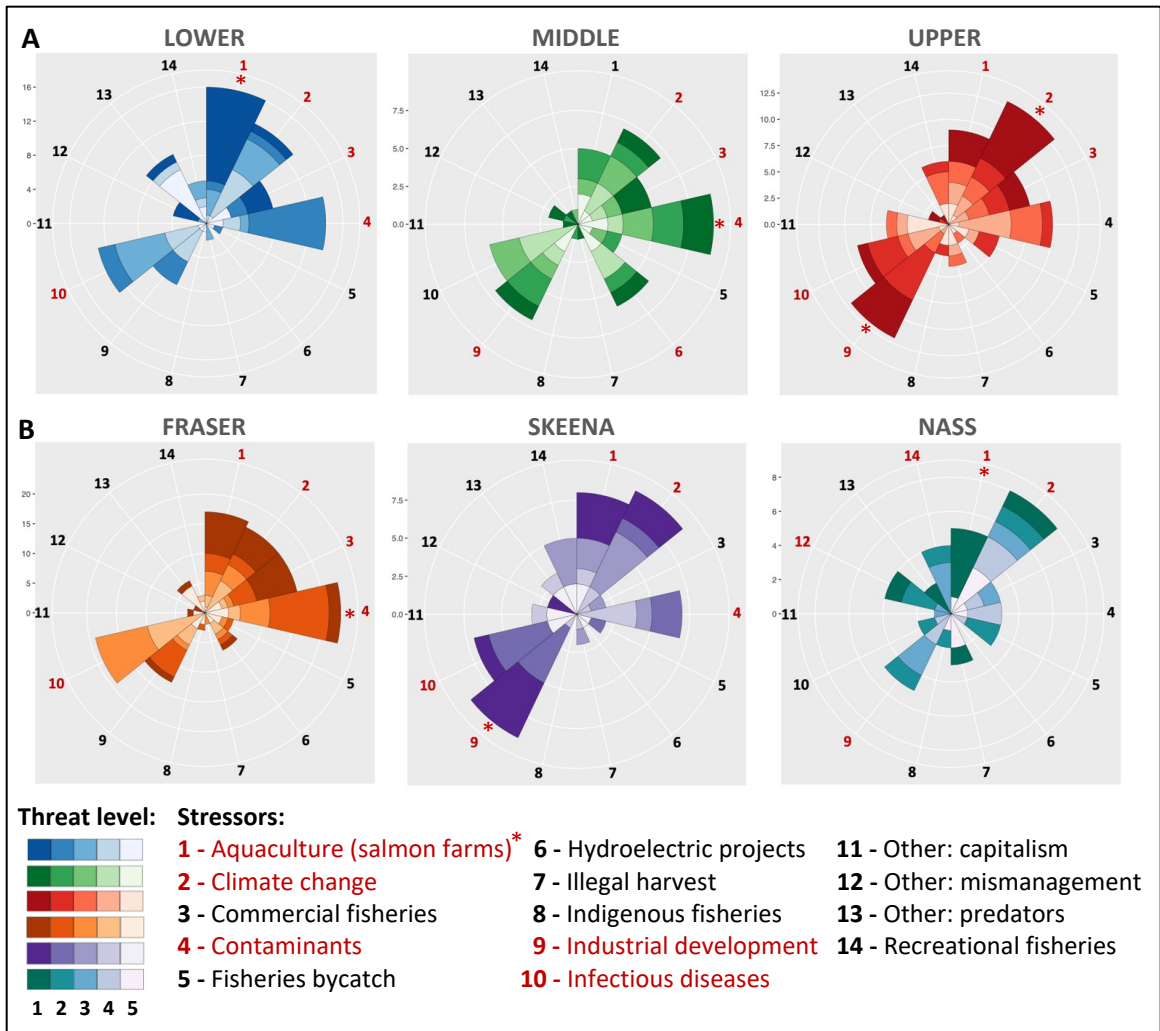 A
LOWER
MIDDLE
UPPER
14 1 * 2 3 4 5 6 7 8 9 10 11 12 13
16 12 8 4 0
14 1 2 3 * 4 5 6 7 8 9 10 11 12 13
7.5 5.0 2.5 0.0
14 1 2 * 3 4 5 6 7 8 9 * 10 11 12 13
12.5 10.0 7.5 5.0 2.5 0.0
B
FRASER
SKEENA
NASS
14 1 2 3 * 4 5 6 7 8 9 10 11 12 13
20 15 10 5 0
14 1 2 3 4 5 6 7 8 9 * 10 11 12 13
7.5 5.0 2.5 0.0
14 1 * 2 3 4 5 6 7 8 9 10 11 12 13
8 6 4 2 0
Threat level:
1 2 3 4 5
Stressors:
1 - Aquaculture (salmon farms)*
2 - Climate change
3 - Commercial fisheries
4 - Contaminants
5 - Fisheries bycatch
6 - Hydroelectric projects
7 - Illegal harvest
8 - Indigenous fisheries
9 - Industrial development
10 - Infectious diseases
11 - Other: capitalism
12 - Other: mismanagement
13 - Other: predators
14 - Recreational fisheries